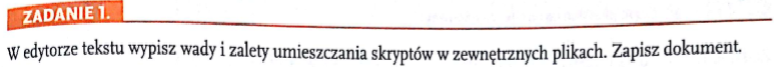 ZADANIE 1.
W edytorze tekstu wypisz wady i zalety umieszczania skryptów w zewnętrznych plikach. Zapisz dokument.